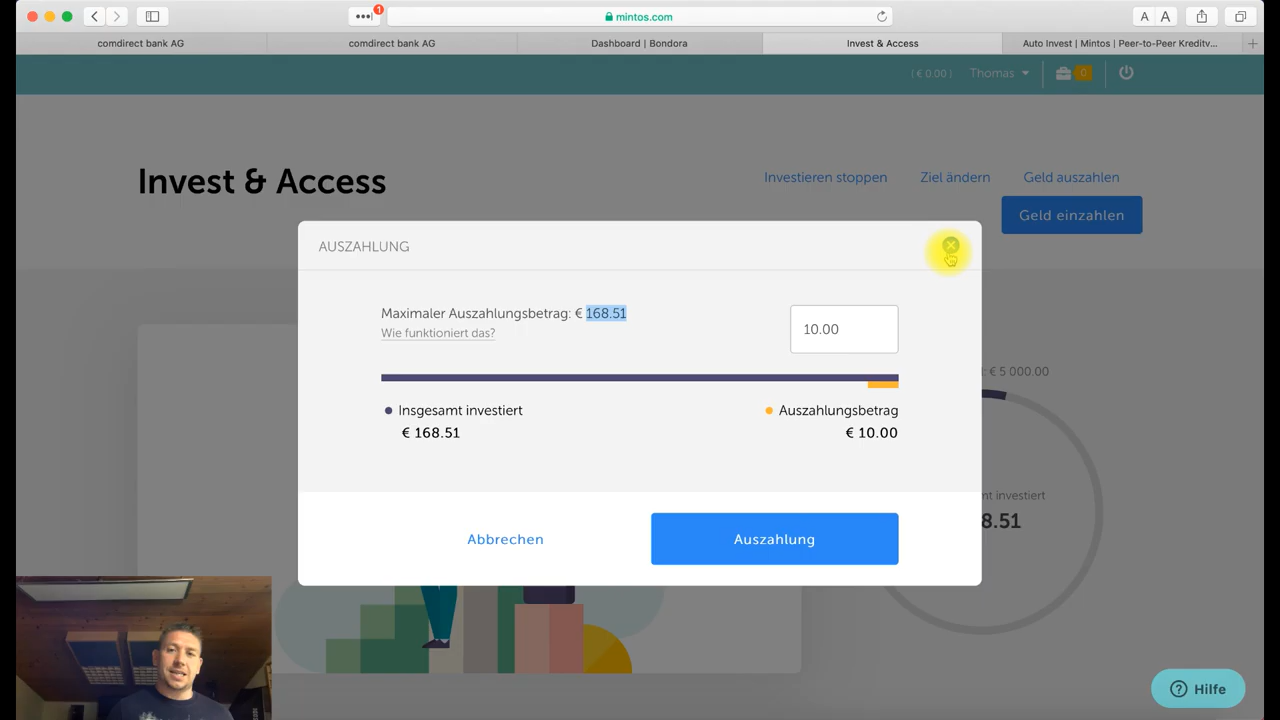 1
mintos.com
A A
comdirect bank AG
comdirect bank AG
Dashboard | Bondora
Invest & Access
Auto Invest | Mintos | Peer-to-Peer Kreditv...
( € 0.00 )
Thomas
0
Invest & Access
Investieren stoppen
Ziel ändern
Geld auszahlen
Geld einzahlen
AUSZAHLUNG
Maximaler Auszahlungsbetrag: € 168.51
10.00
Wie funktioniert das?
: € 5 000.00
Insgesamt investiert
Auszahlungsbetrag
€ 168.51
€ 10.00
nt investiert
8.51
Abbrechen
Auszahlung
? Hilfe